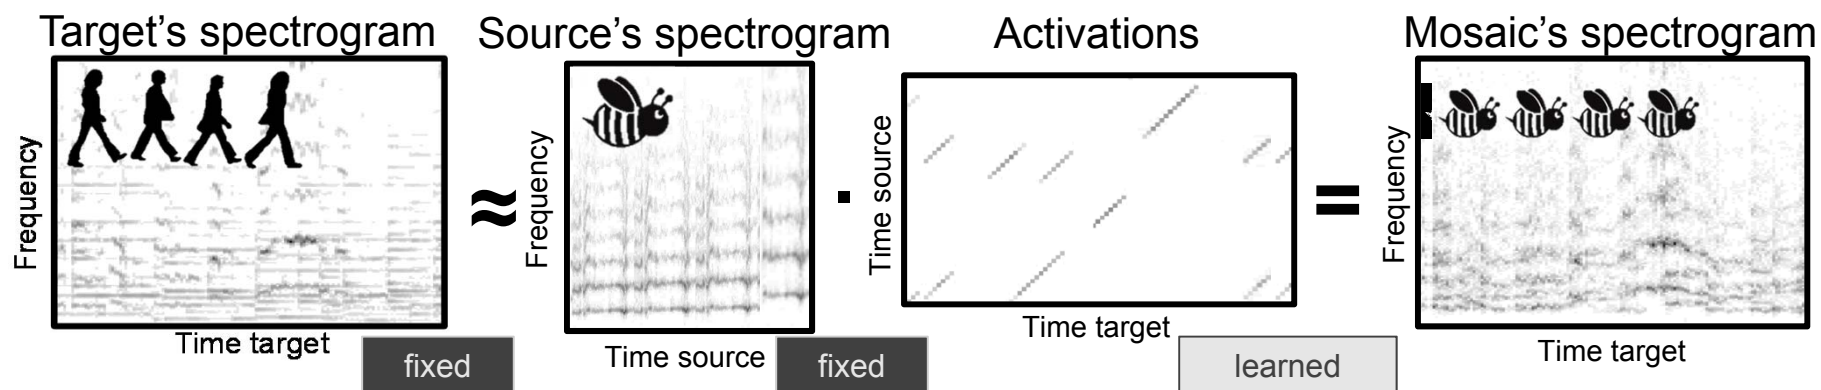 Target's spectrogram
Source's spectrogram
Activations
Mosaic's spectrogram
Frequency
≈
Frequency
·
Time source
=
Frequency
Time target
fixed
Time source
fixed
Time target
learned
Time target